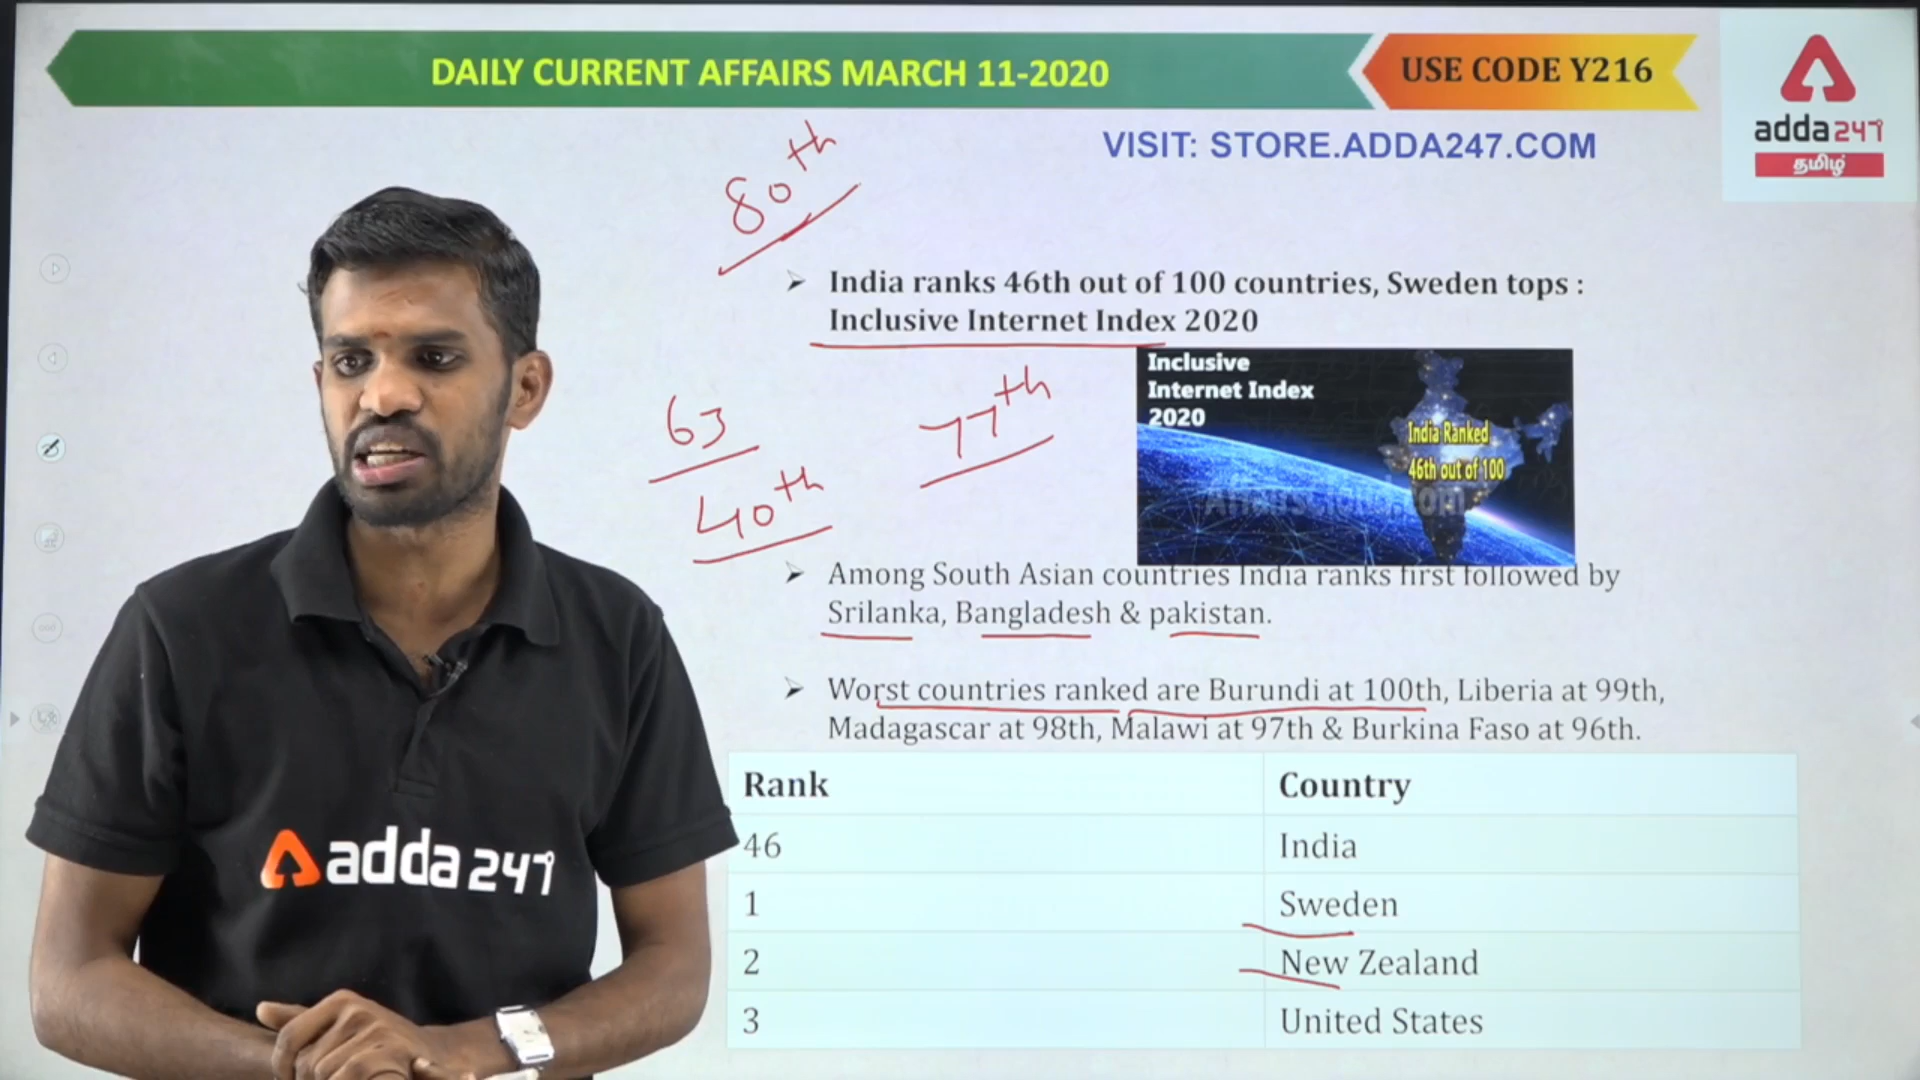 DAILY CURRENT AFFAIRS MARCH 11-2020
USE CODE Y216
adda247
தமிழ்
VISIT: STORE.ADDA247.COM
80th
India ranks 46th out of 100 countries, Sweden tops :
Inclusive Internet Index 2020
Inclusive
Internet Index
2020
India Ranked
46th out of 100
63
77th
40th
Among South Asian countries India ranks first followed by
Srilanka, Bangladesh & pakistan.
Worst countries ranked are Burundi at 100th, Liberia at 99th,
Madagascar at 98th, Malawi at 97th & Burkina Faso at 96th.
Rank Country
46 India
1 Sweden
2 New Zealand
3 United States
adda247